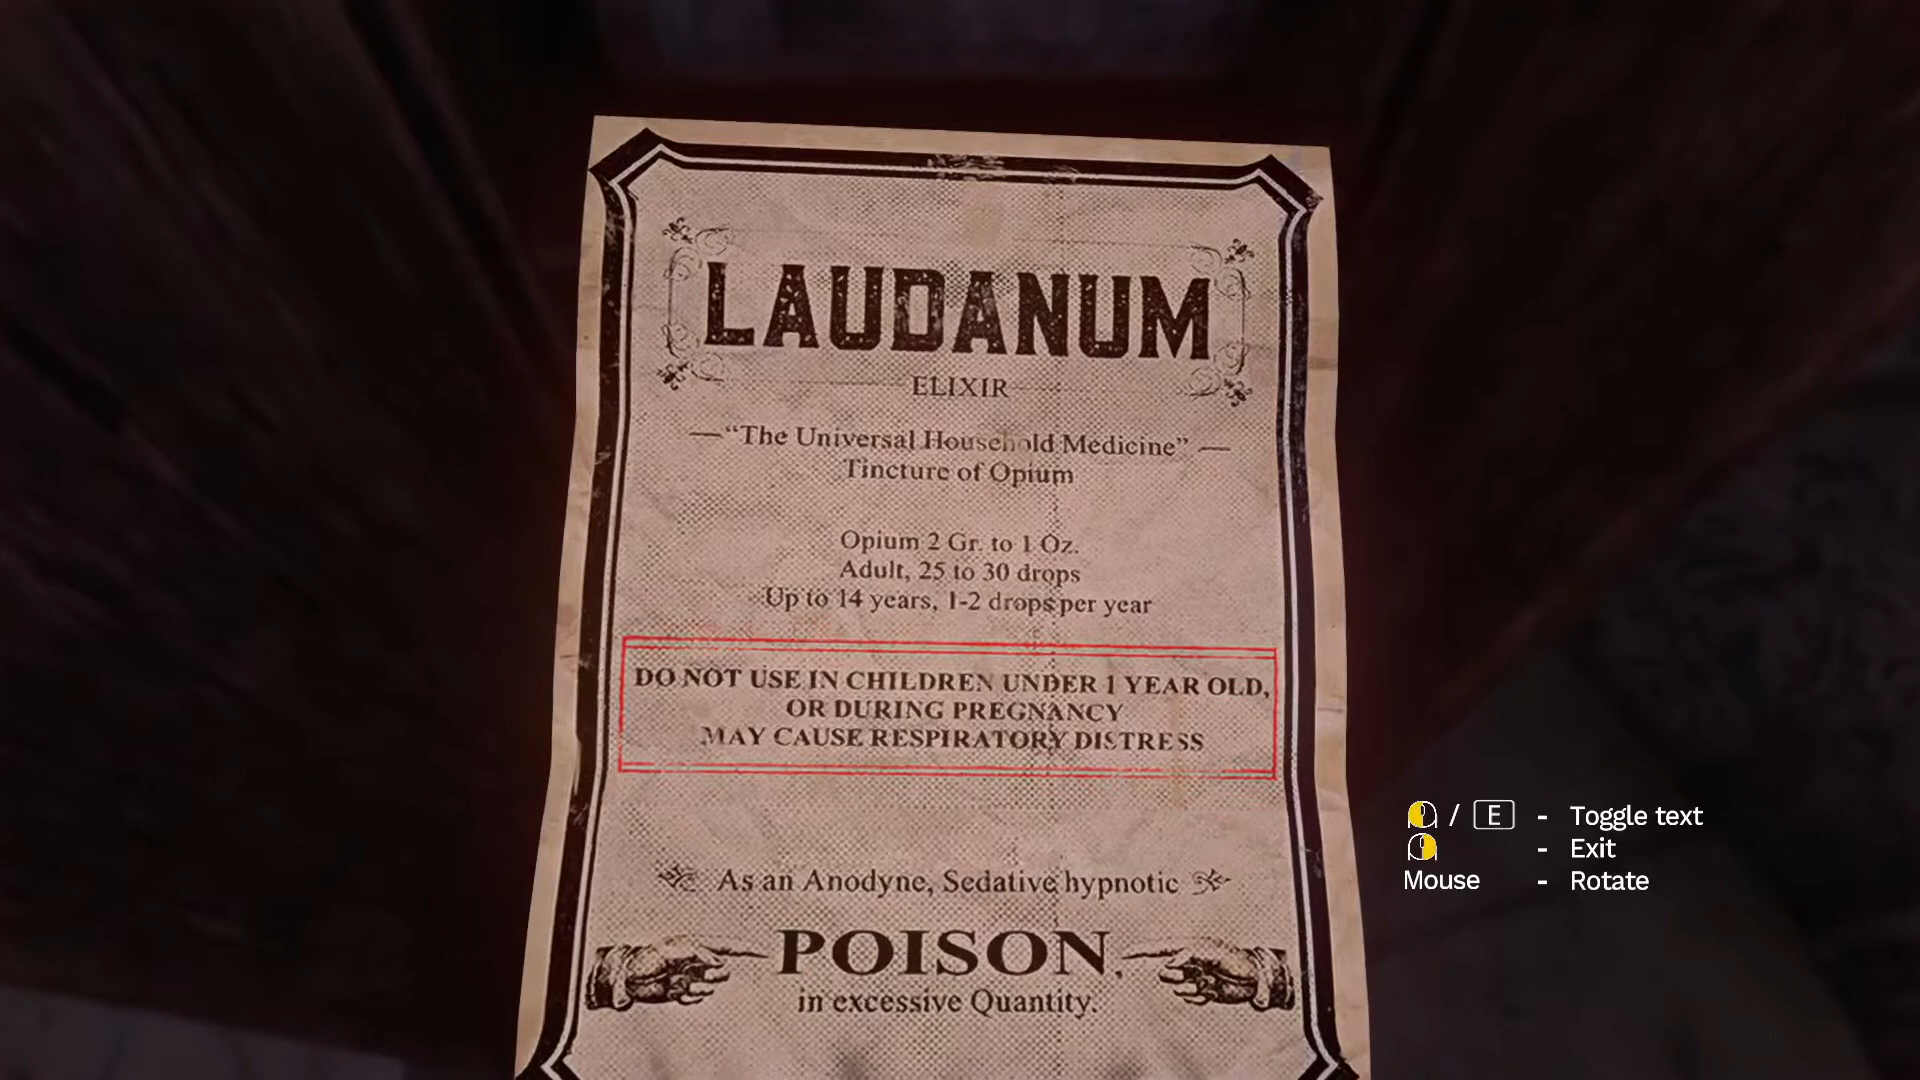 LAUDANUM
ELIXIR
—"The Universal Household Medicine" —
Tincture of Opium
Opium 2 Gr. to 1 Oz.
Adult, 25 to 30 drops
Up to 14 years, 1-2 drops per year
DO NOT USE IN CHILDREN UNDER 1 YEAR OLD,
OR DURING PREGNANCY
MAY CAUSE RESPIRATORY DISTRESS
As an Anodyne, Sedative hypnotic
POISON,
in excessive Quantity.
/ E - Toggle text
- Exit
Mouse - Rotate